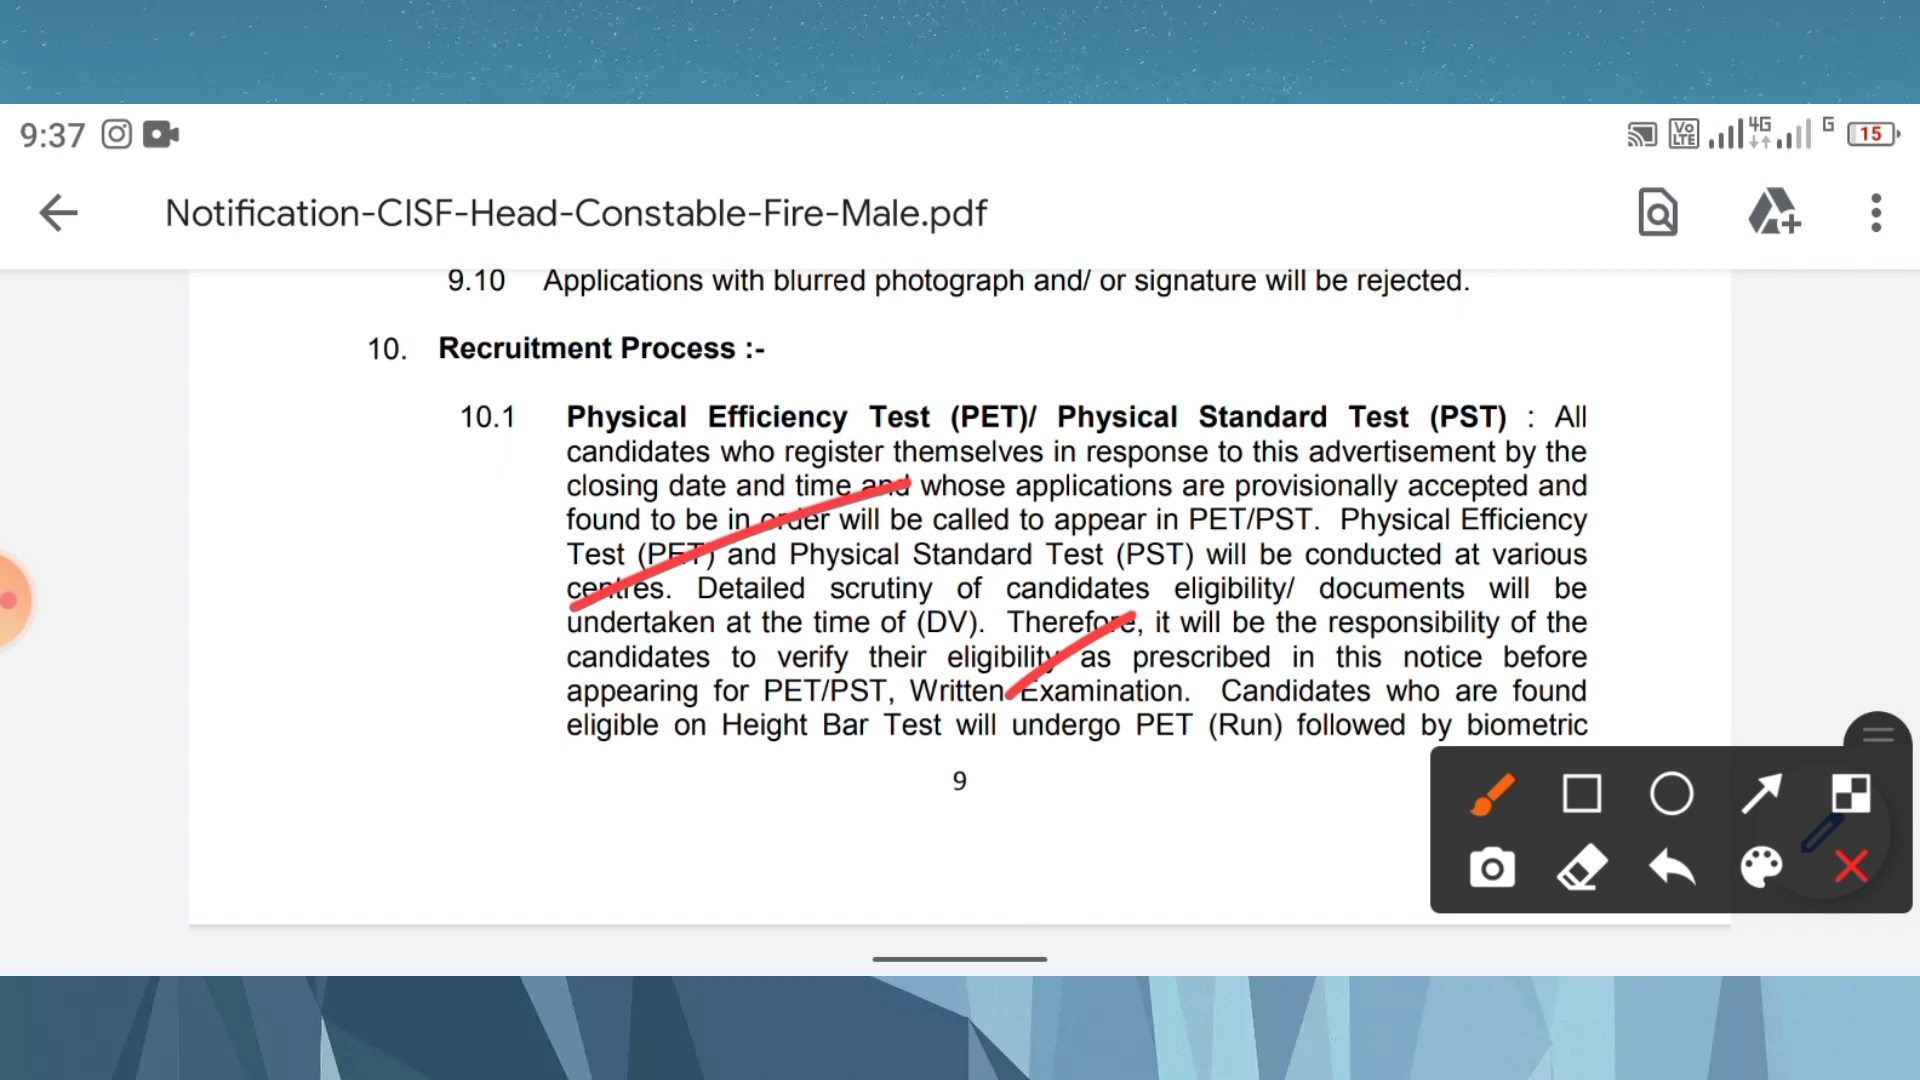 9:37
Vo LTE 4G G 15
Notification-CISF-Head-Constable-Fire-Male.pdf
9.10 Applications with blurred photograph and/ or signature will be rejected.
10. Recruitment Process :-
10.1 Physical Efficiency Test (PET)/ Physical Standard Test (PST) : All
candidates who register themselves in response to this advertisement by the
closing date and time and whose applications are provisionally accepted and
found to be in order will be called to appear in PET/PST. Physical Efficiency
Test (PET) and Physical Standard Test (PST) will be conducted at various
centres. Detailed scrutiny of candidates eligibility/ documents will be
undertaken at the time of (DV). Therefore, it will be the responsibility of the
candidates to verify their eligibility as prescribed in this notice before
appearing for PET/PST, Written Examination. Candidates who are found
eligible on Height Bar Test will undergo PET (Run) followed by biometric
9